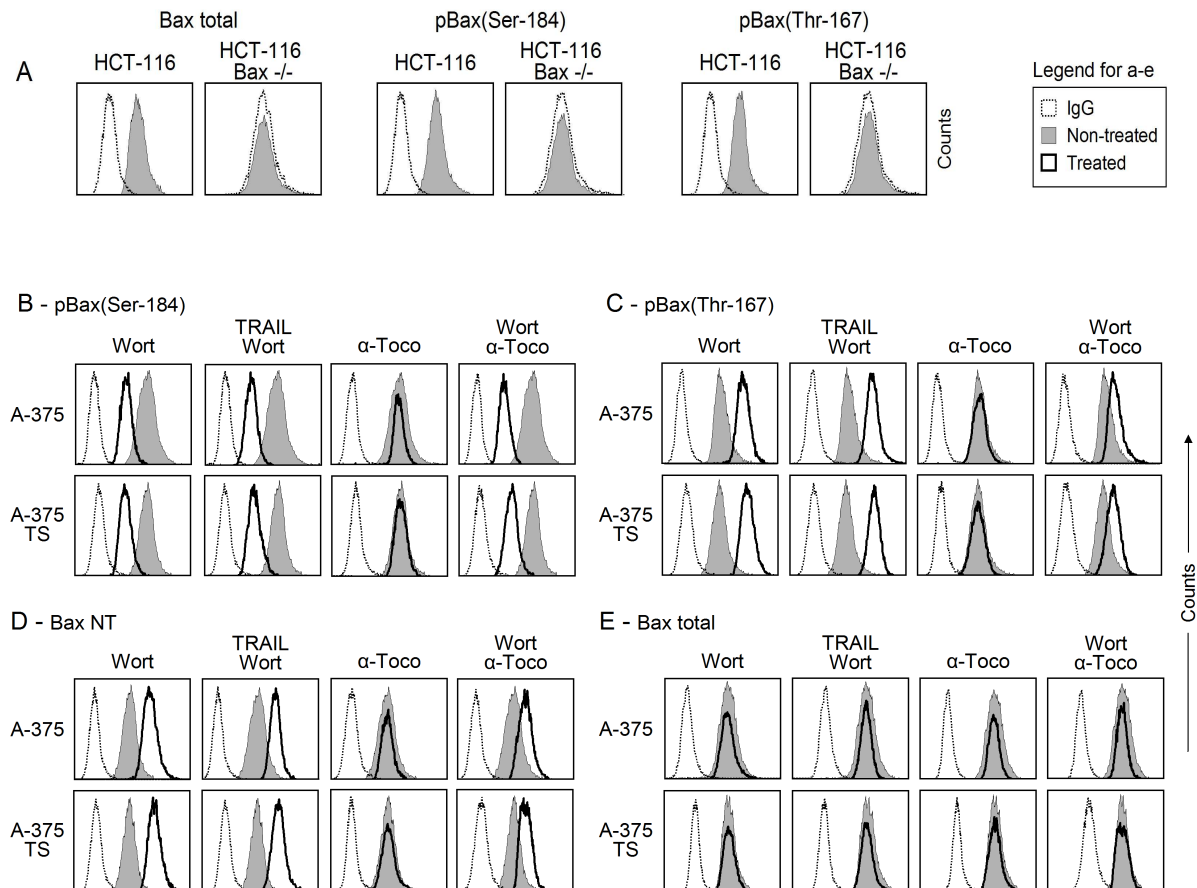 Bax total
pBax(Ser-184)
pBax(Thr-167)
A
HCT-116
HCT-116
Bax -/-
HCT-116
HCT-116
Bax -/-
HCT-116
HCT-116
Bax -/-
Counts
Legend for a-e
IgG
Non-treated
Treated
B - pBax(Ser-184)
Wort
TRAIL
Wort
α-Toco
Wort
α-Toco
A-375
A-375
TS
C - pBax(Thr-167)
Wort
TRAIL
Wort
α-Toco
Wort
α-Toco
A-375
A-375
TS
Counts
D - Bax NT
Wort
TRAIL
Wort
α-Toco
Wort
α-Toco
A-375
A-375
TS
E - Bax total
Wort
TRAIL
Wort
α-Toco
Wort
α-Toco
A-375
A-375
TS